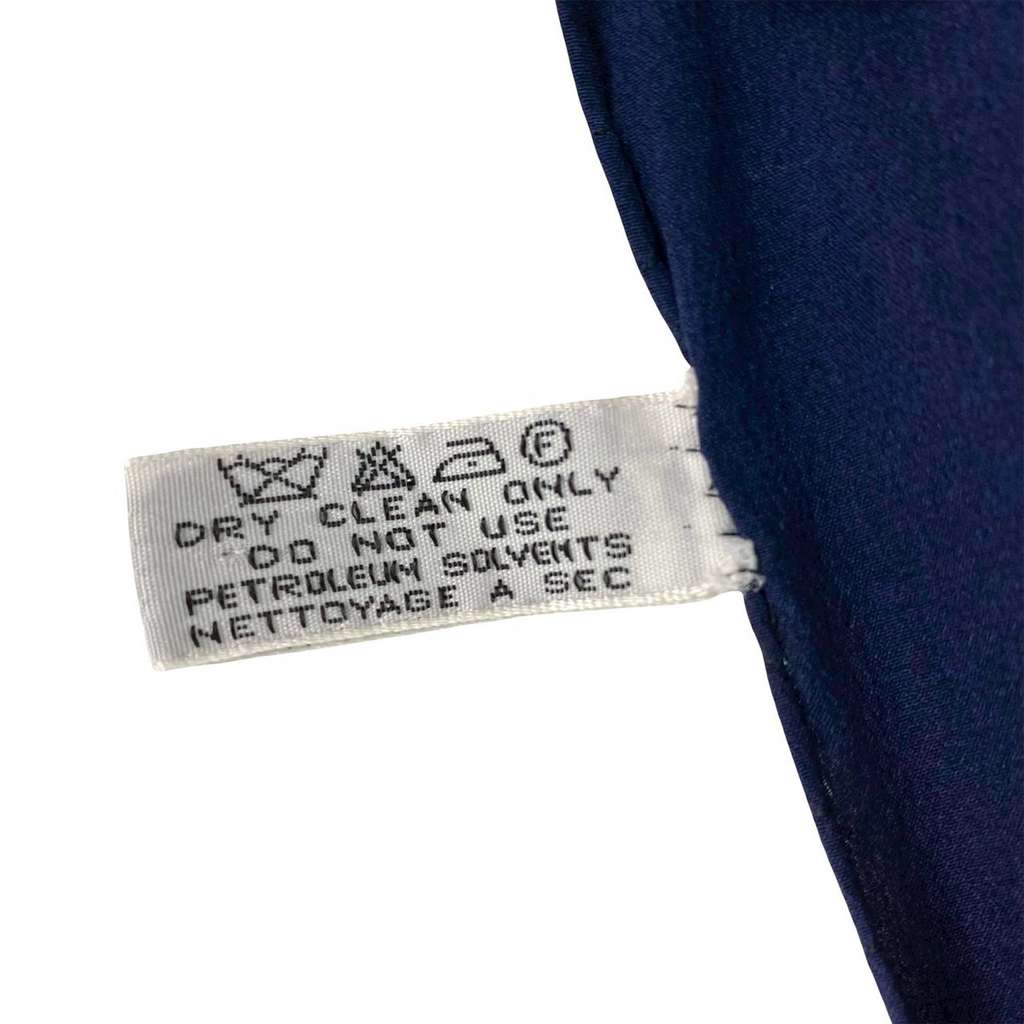 F
DRY CLEAN ONLY
DO NOT USE
PETROLEUM SOLVENTS
NETTOYAGE A SEC